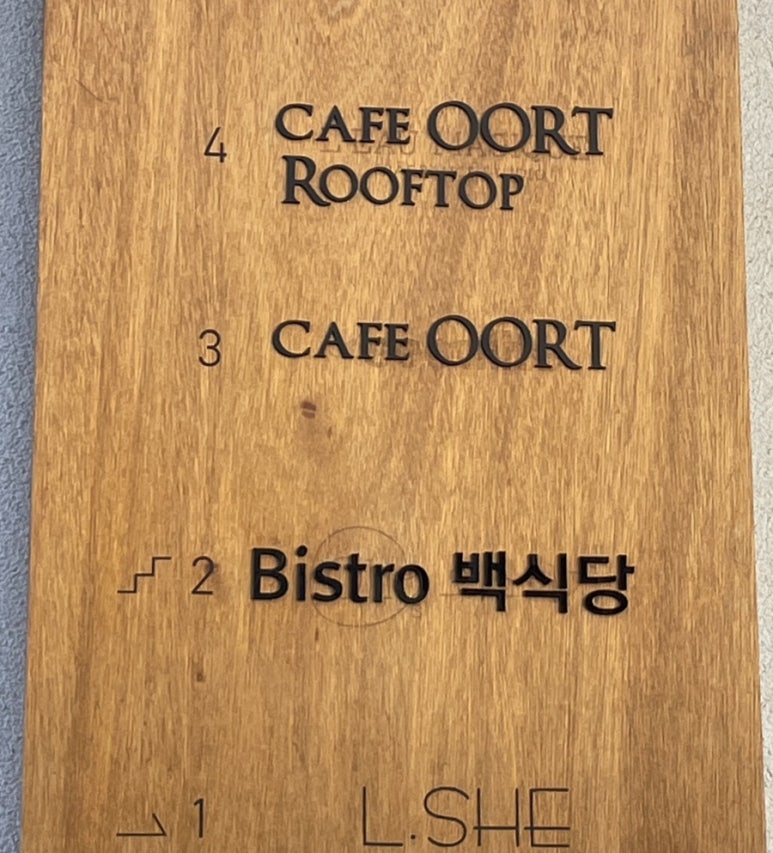 4 CAFE OORT
ROOFTOP
3 CAFE OORT
2 Bistro 백식당
1 L.SHE